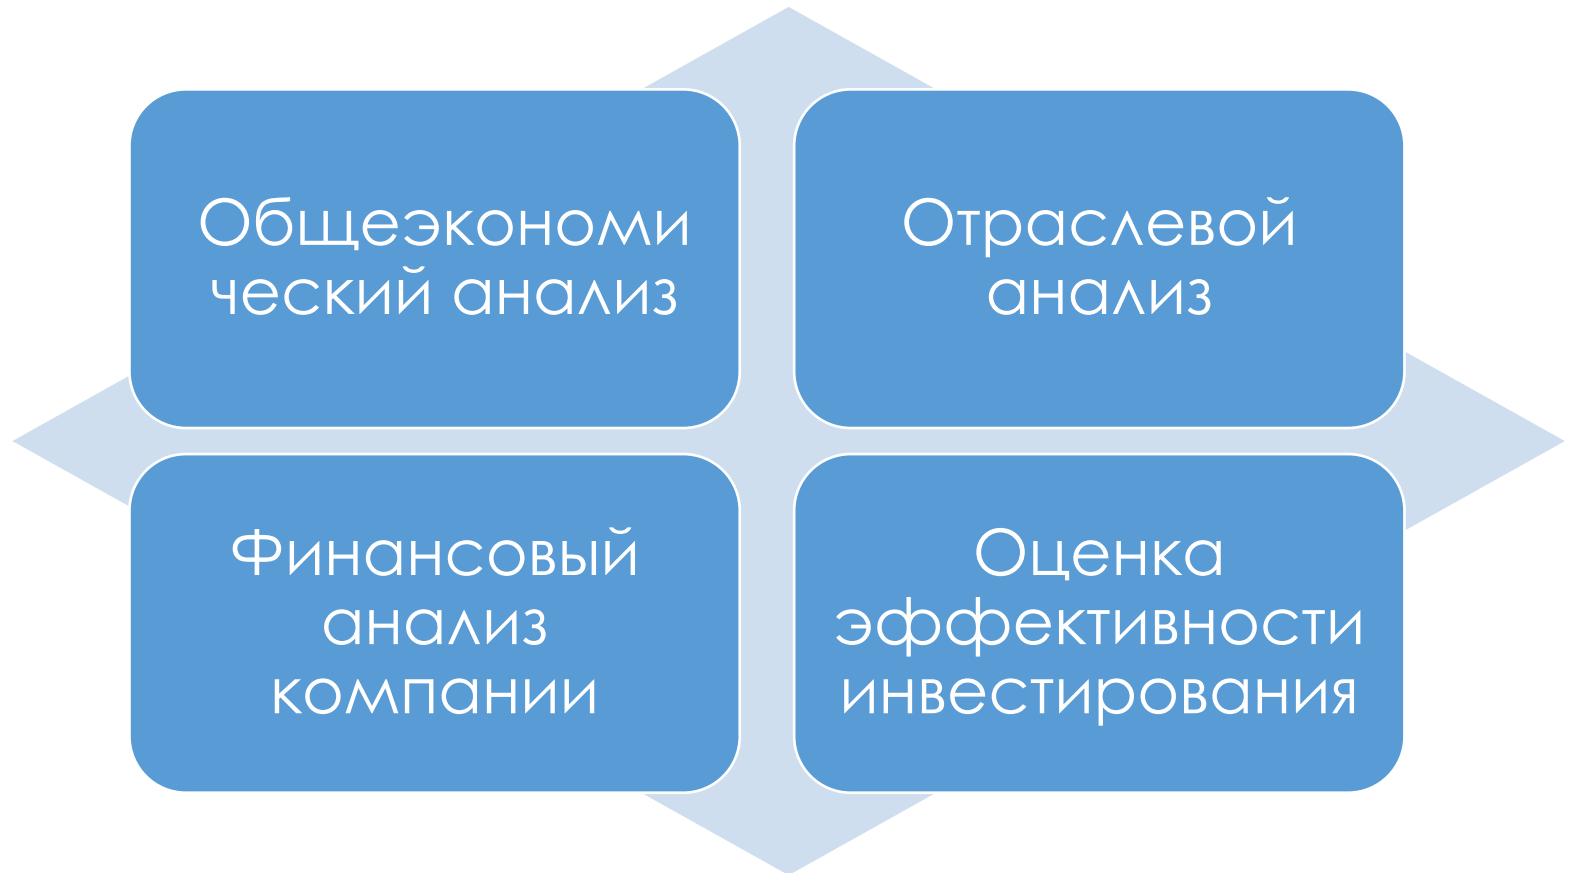 Общеэкономи
ческий анализ
Отраслевой
анализ
Финансовый
анализ
компании
Оценка
эффективности
инвестирования